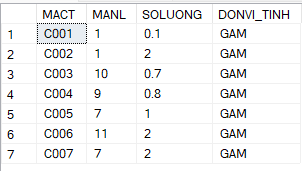 MACT MANL SOLUONG DONVI_TINH
1 C001 1 0.1 GAM
2 C002 1 2 GAM
3 C003 10 0.7 GAM
4 C004 9 0.8 GAM
5 C005 7 1 GAM
6 C006 11 2 GAM
7 C007 7 2 GAM